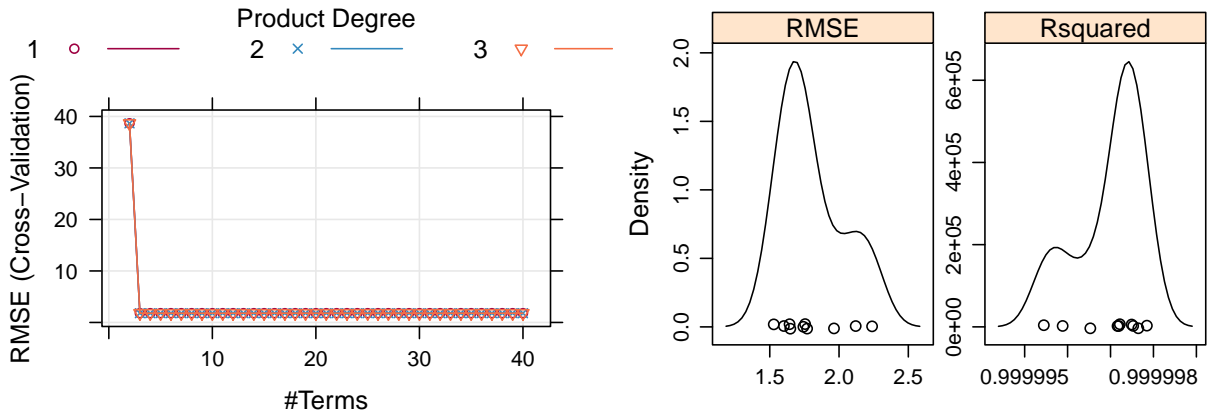 Product Degree
1 2 3
RMSE (Cross−Validation)
40
30
20
10
10 20 30 40
#Terms
RMSE
Density
2.0
1.5
1.0
0.5
0.0
1.5 2.0 2.5
Rsquared
6e+05
4e+05
2e+05
0e+00
0.999995 0.999998